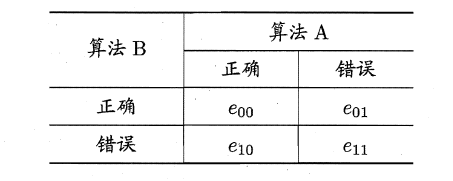 算法 B 算法 A
正确 错误
正确 e₀₀ e₀₁
错误 e₁₀ e₁₁